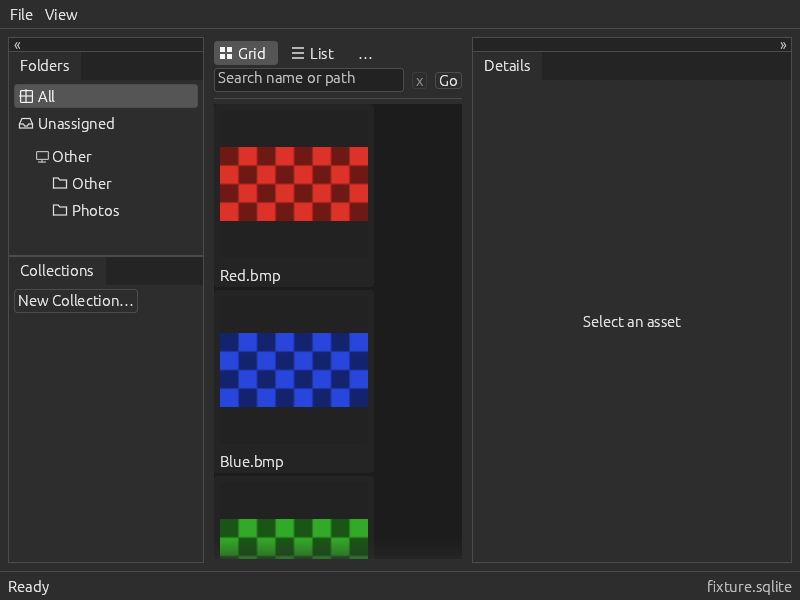 File View
«
Folders
All
Unassigned
Other
Other
Photos
Collections
New Collection...
Grid List ...
Search name or path x Go
Red.bmp
Blue.bmp
»
Details
Select an asset
Ready
fixture.sqlite